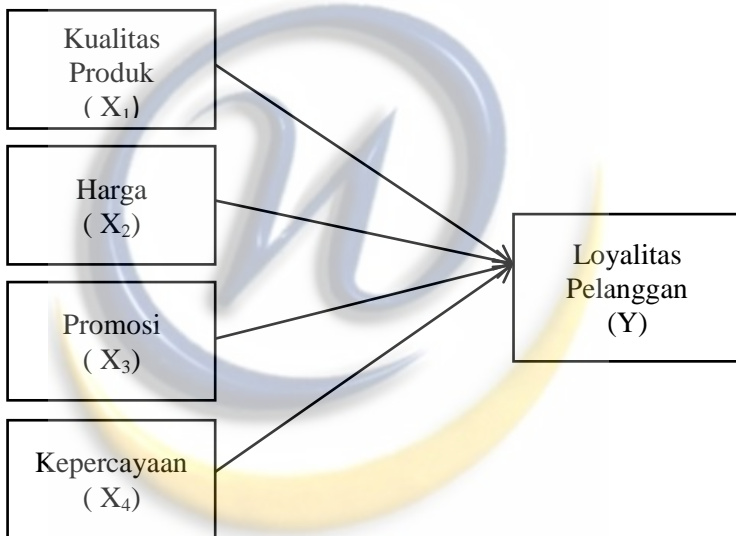 Kualitas
Produk
( X₁)
Harga
( X₂)
Promosi
( X₃)
Kepercayaan
( X₄)
Loyalitas
Pelanggan
(Y)